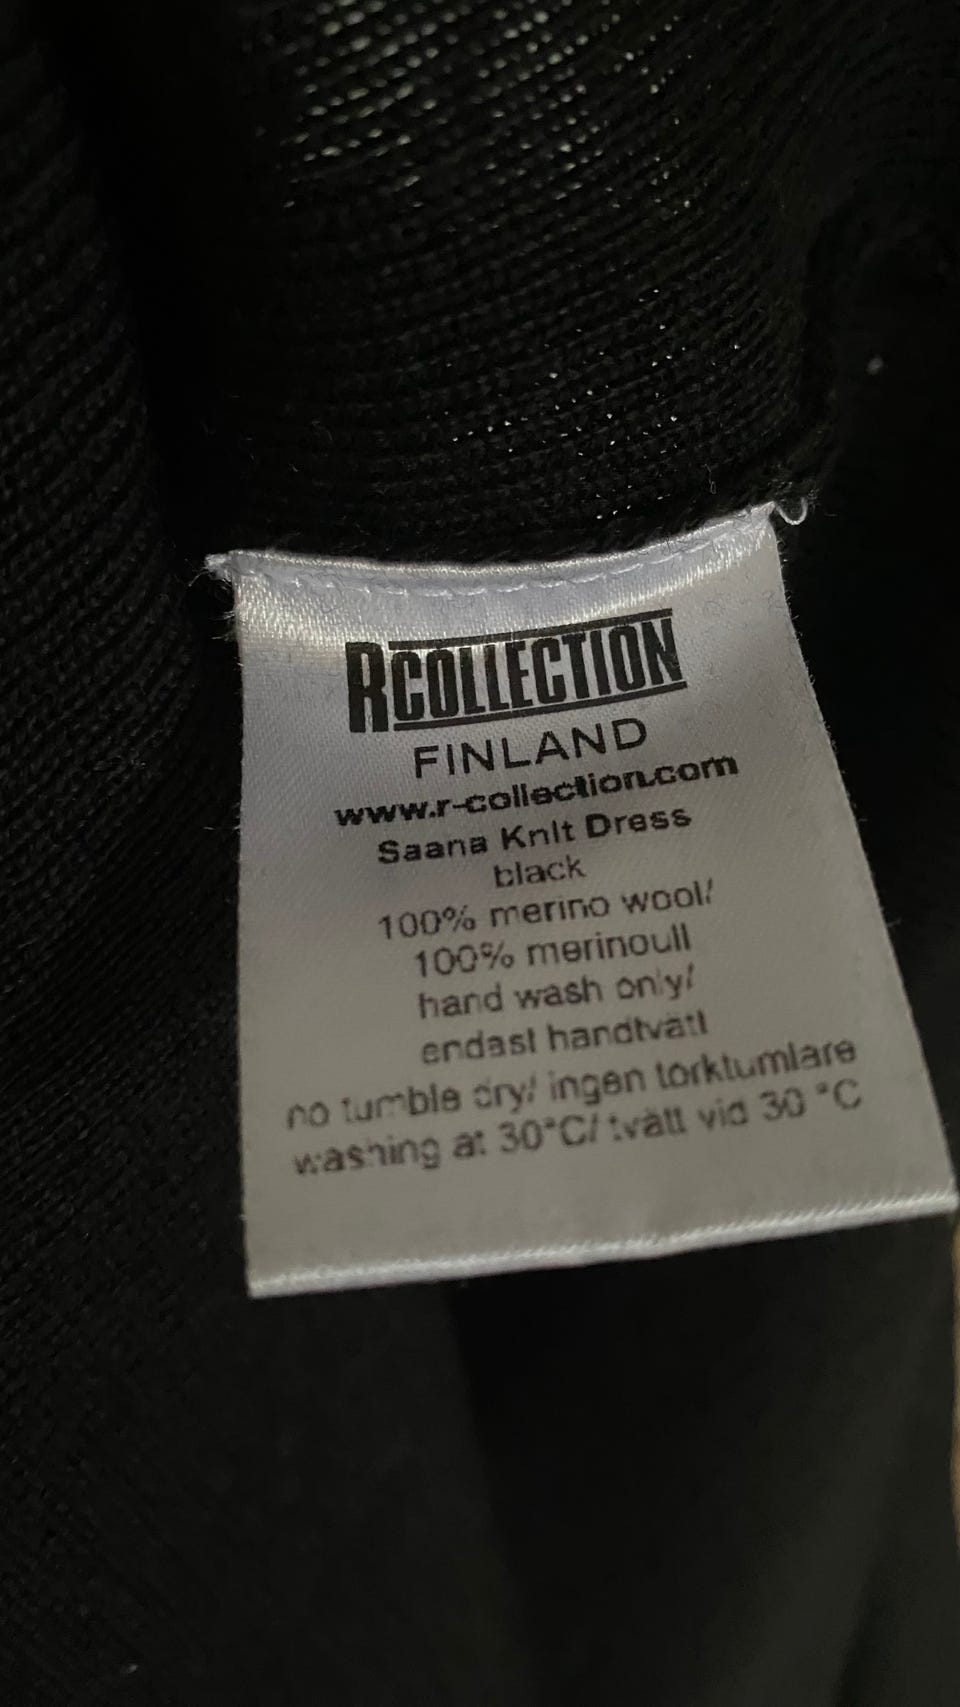 RCOLLECTION
FINLAND
www.r-collection.com
Saana Knit Dress
black
100% merino wool/
100% merinoull
hand wash only/
endast handtvätt
no tumble dry/ ingen torktumlare
washing at 30°C/ tvätt vid 30 °C